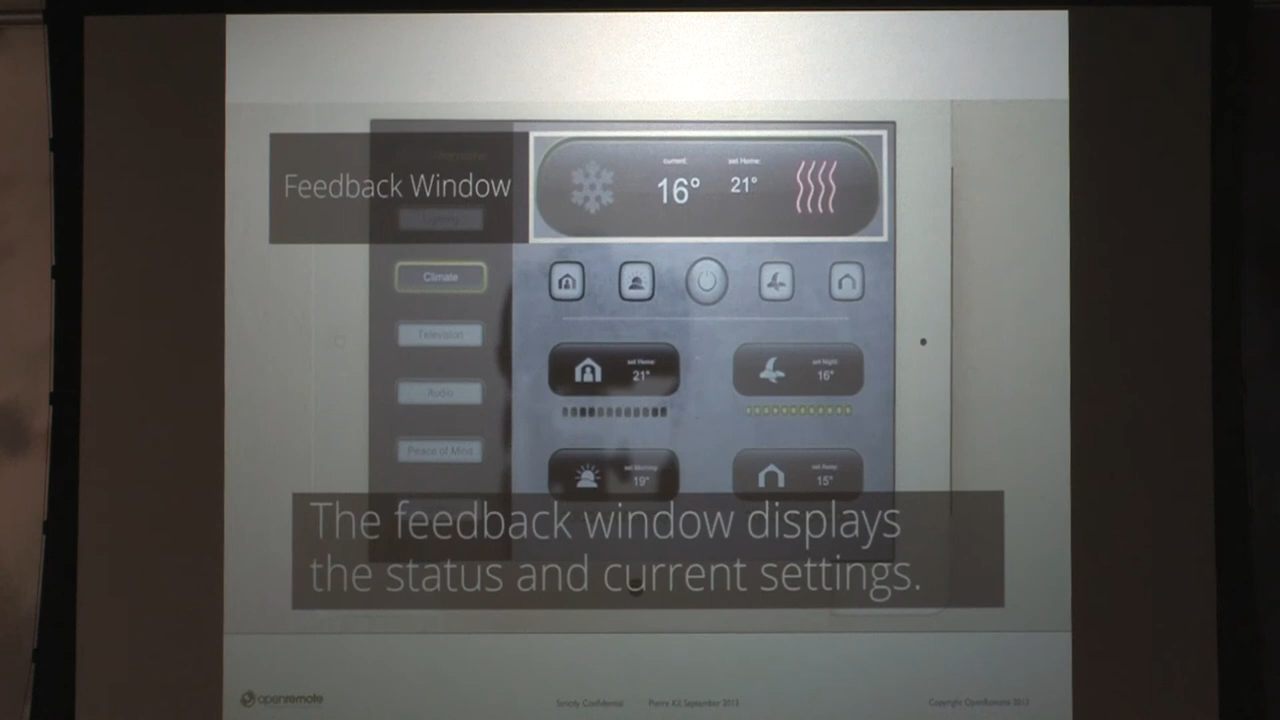 current:
set Home:
Feedback Window
16°
21°
Lighting
Climate
Television
set Home:
21°
set Night:
16°
Audio
Peace of Mind
set Morning:
19°
set Away:
15°
The feedback window displays
the status and current settings.
openremote
Strictly Confidential
September 2013
Copyright OpenRemote 2013